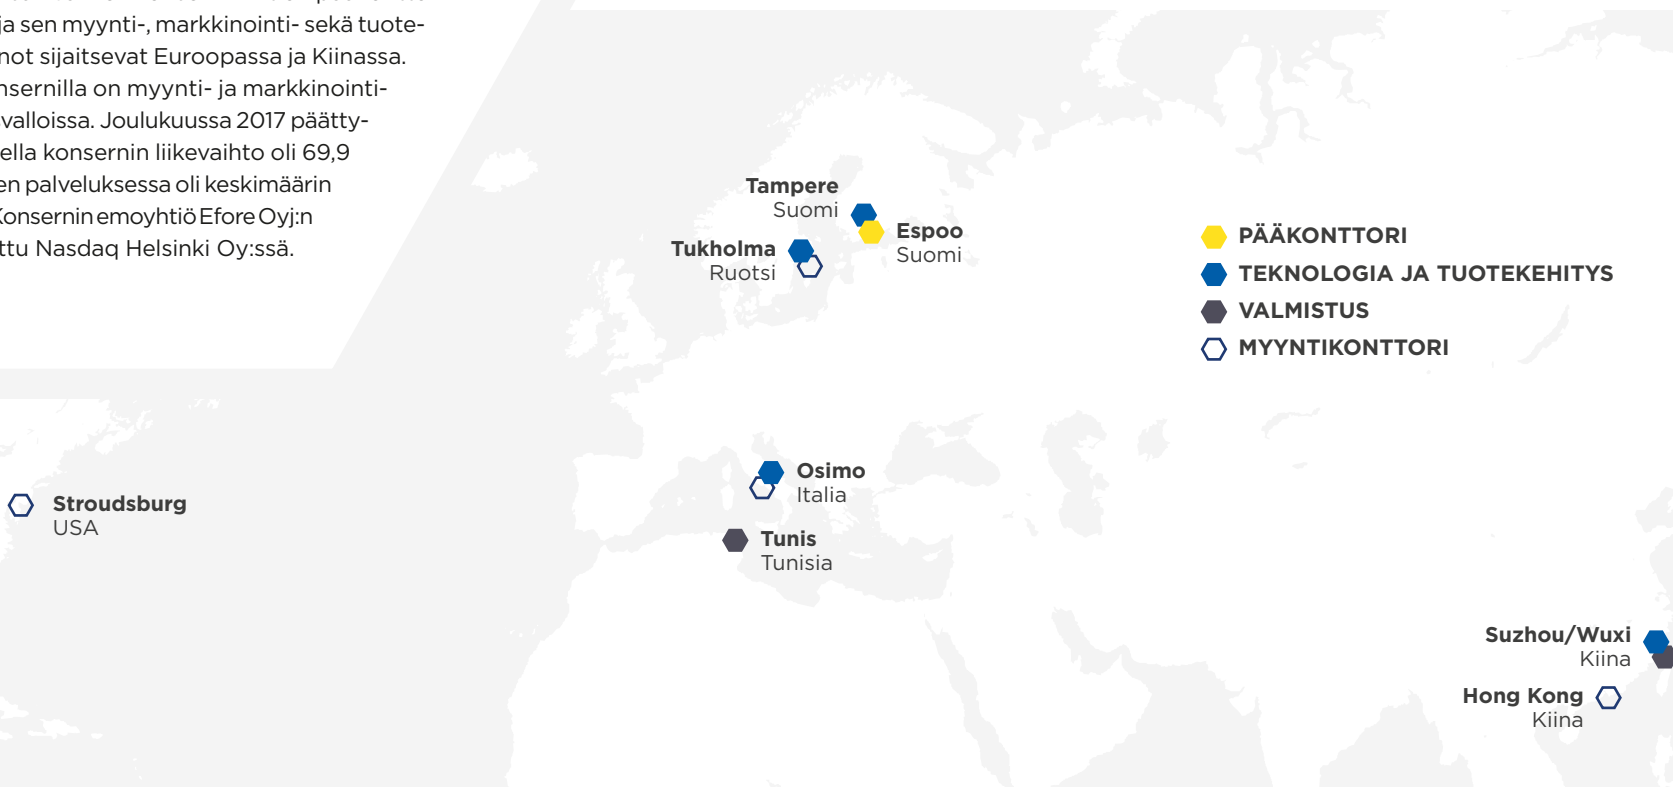 ja sen myynti-, markkinointi- sekä tuote-
not sijaitsevat Euroopassa ja Kiinassa.
nsernilla on myynti- ja markkinointi-
svalloissa. Joulukuussa 2017 päätty-
ella konsernin liikevaihto oli 69,9
en palveluksessa oli keskimäärin
Konsernin emoyhtiö Efore Oyj:n
ttu Nasdaq Helsinki Oy:ssä.
Tampere
Suomi
Espoo
Suomi
Tukholma
Ruotsi
PÄÄKONTTORI
TEKNOLOGIA JA TUOTEKEHITYS
VALMISTUS
MYYNTIKONTTORI
Osimo
Italia
Stroudsburg
USA
Tunis
Tunisia
Suzhou/Wuxi
Kiina
Hong Kong
Kiina